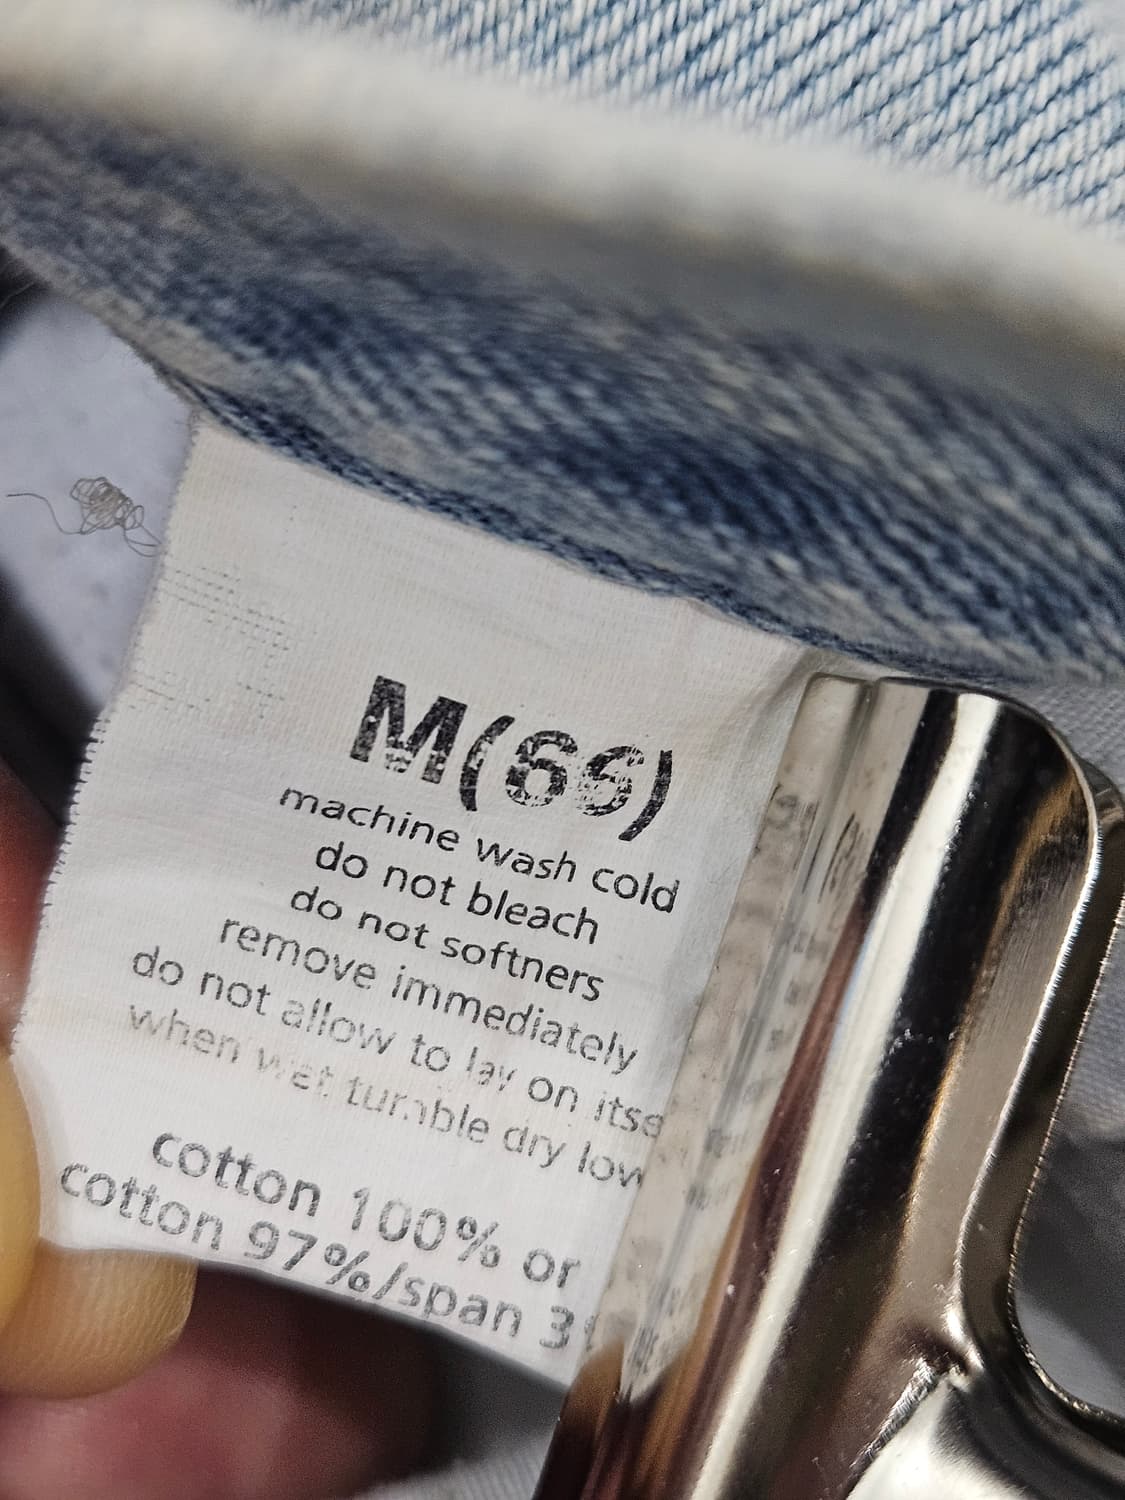 M(66)
machine wash cold
do not bleach
do not softners
remove immediately
do not allow to lay on itse
when wet tumble dry low
cotton 100% or
cotton 97%/span 3